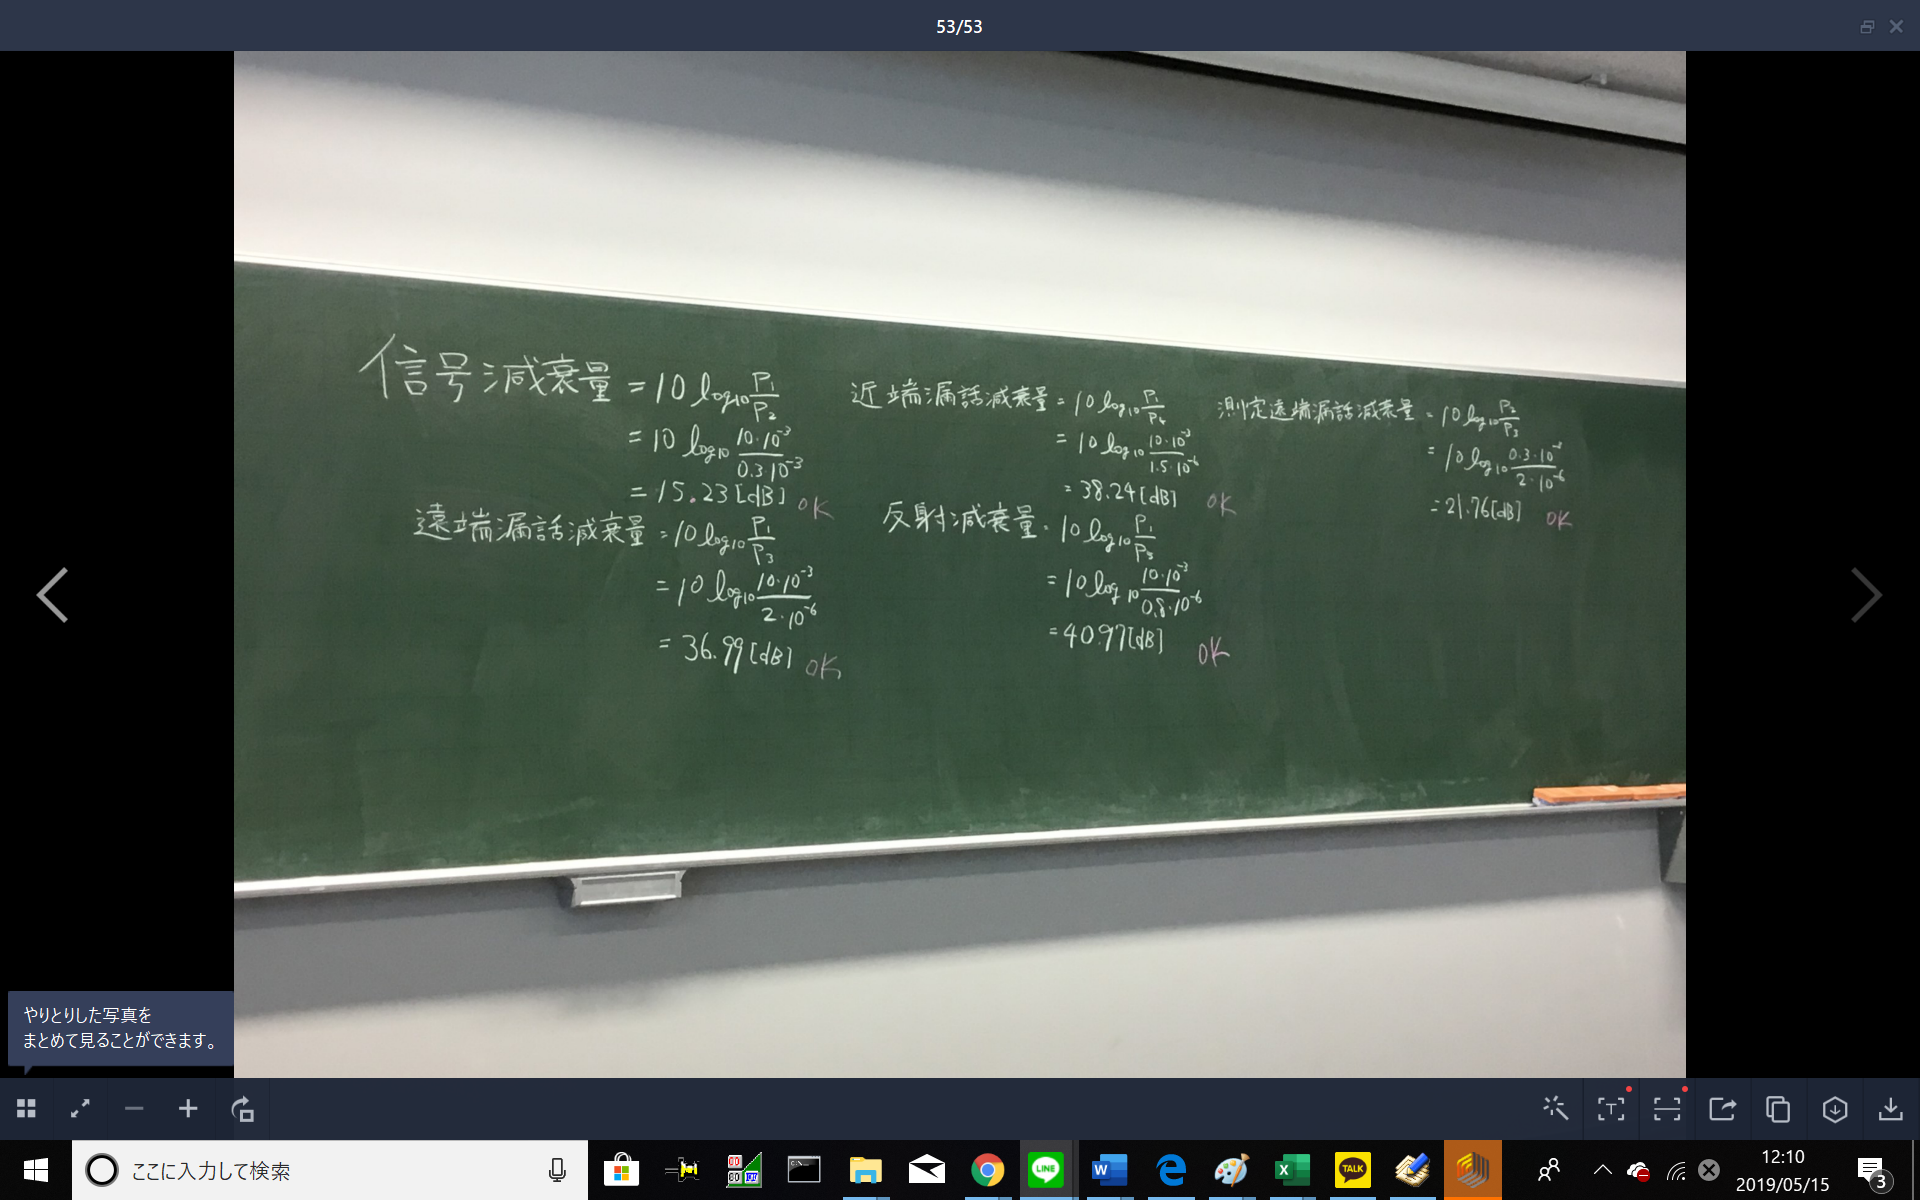 53/53
信号減衰量 = 10 log₁₀ P₁/P₂
= 10 log₁₀ 10・10⁻³/0.3・10⁻³
= 15.23[dB] OK
遠端漏話減衰量 = 10 log₁₀ P₁/P₃
= 10 log₁₀ 10・10⁻³/2・10⁻⁶
= 36.99[dB] OK
近端漏話減衰量 = 10 log₁₀ P₁/P₄
= 10 log₁₀ 10・10⁻³/1.5・10⁻⁶
= 38.24[dB] OK
反射減衰量 = 10 log₁₀ P₁/P₅
= 10 log₁₀ 10・10⁻³/0.8・10⁻⁶
= 40.97[dB] OK
測定遠端漏話減衰量 = 10 log₁₀ P₂/P₃
= 10 log₁₀ 0.3・10⁻³/2・10⁻⁶
= 21.76[dB] OK
やりとりした写真を
まとめて見ることができます。
ここに入力して検索
LINE
TALK
12:10
2019/05/15
3